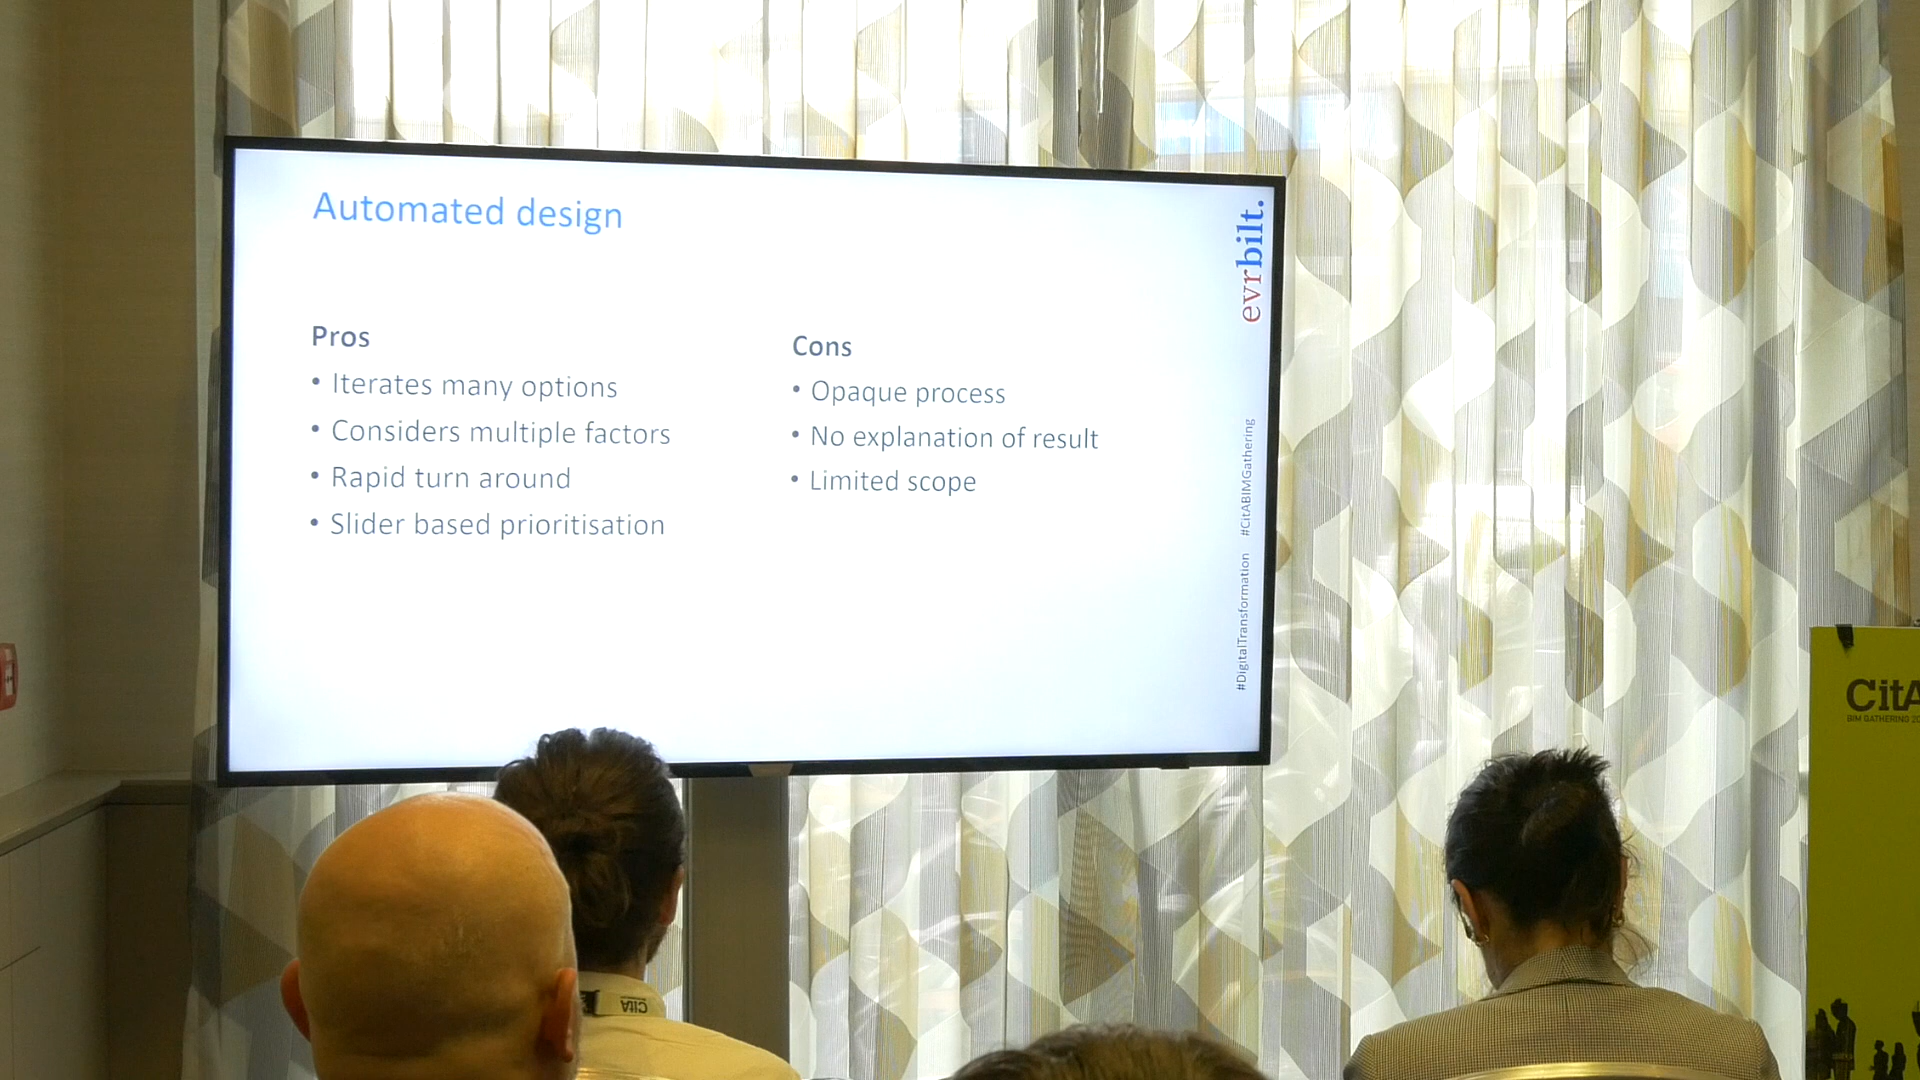 Automated design
Pros
• Iterates many options
• Considers multiple factors
• Rapid turn around
• Slider based prioritisation
Cons
• Opaque process
• No explanation of result
• Limited scope
evrbilt.
#DigitalTransformation #CitABIMGathering
CitA
BIM GATHERING
CitA